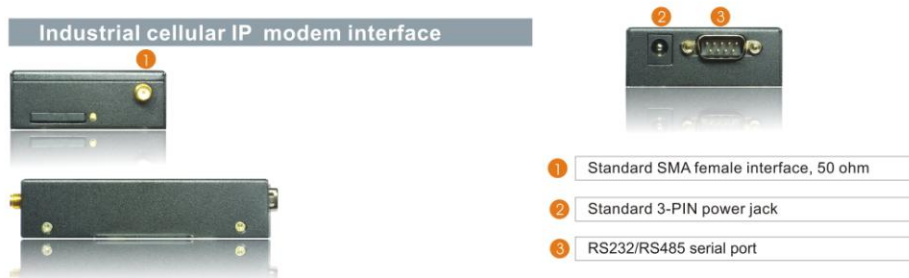 Industrial cellular IP modem interface
1
2
3
1 Standard SMA female interface, 50 ohm
2 Standard 3-PIN power jack
3 RS232/RS485 serial port